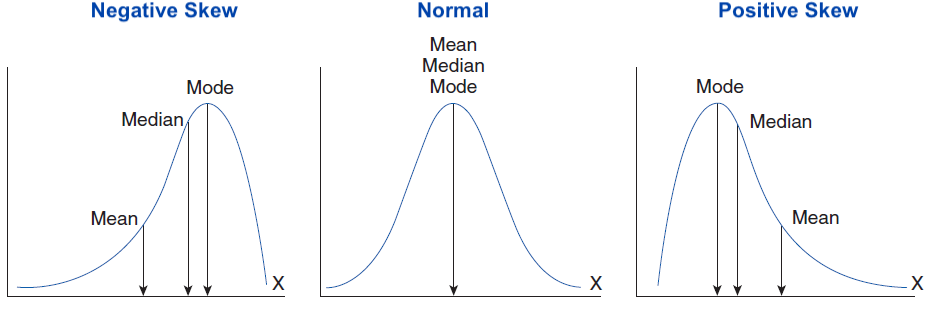 Negative Skew
Mode
Median
Mean
X
Normal
Mean
Median
Mode
X
Positive Skew
Mode
Median
Mean
X